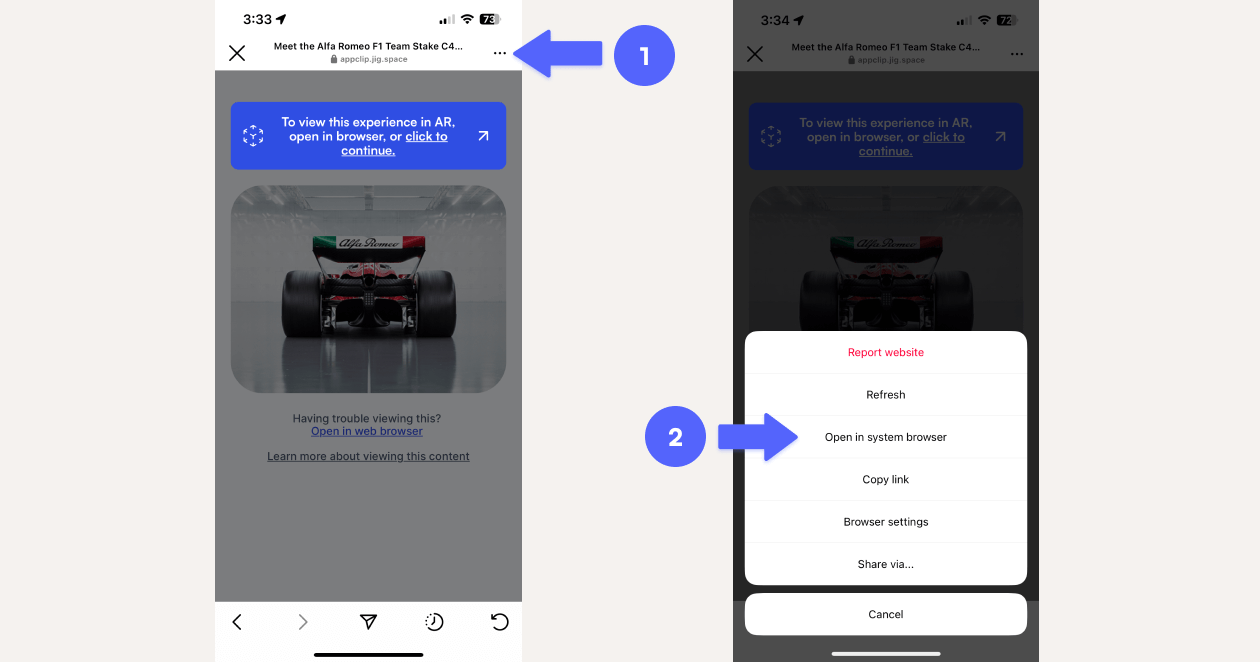 3:33
73
Meet the Alfa Romeo F1 Team Stake C4...
appclip.jig.space
1
To view this experience in AR,
open in browser, or click to
continue.
Alfa Romeo
Having trouble viewing this?
Open in web browser
Learn more about viewing this content
3:34
72
Meet the Alfa Romeo F1 Team Stake C4...
appclip.jig.space
To view this experience in AR,
open in browser, or click to
continue.
Alfa Romeo
Report website
Refresh
2
Open in system browser
Copy link
Browser settings
Share via...
Cancel